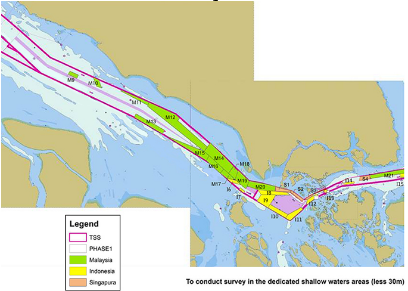 M9
M10
M11
M12
M13
M15
M14
M16
M18
M17
M19
M20
I6
I7
I8
I9
I10
I11
I12
S1
S2
I14
S4
M21
I15
Legend
TSS
PHASE1
Malaysia
Indonesia
Singapura
To conduct survey in the dedicated shallow waters areas (less 30m)